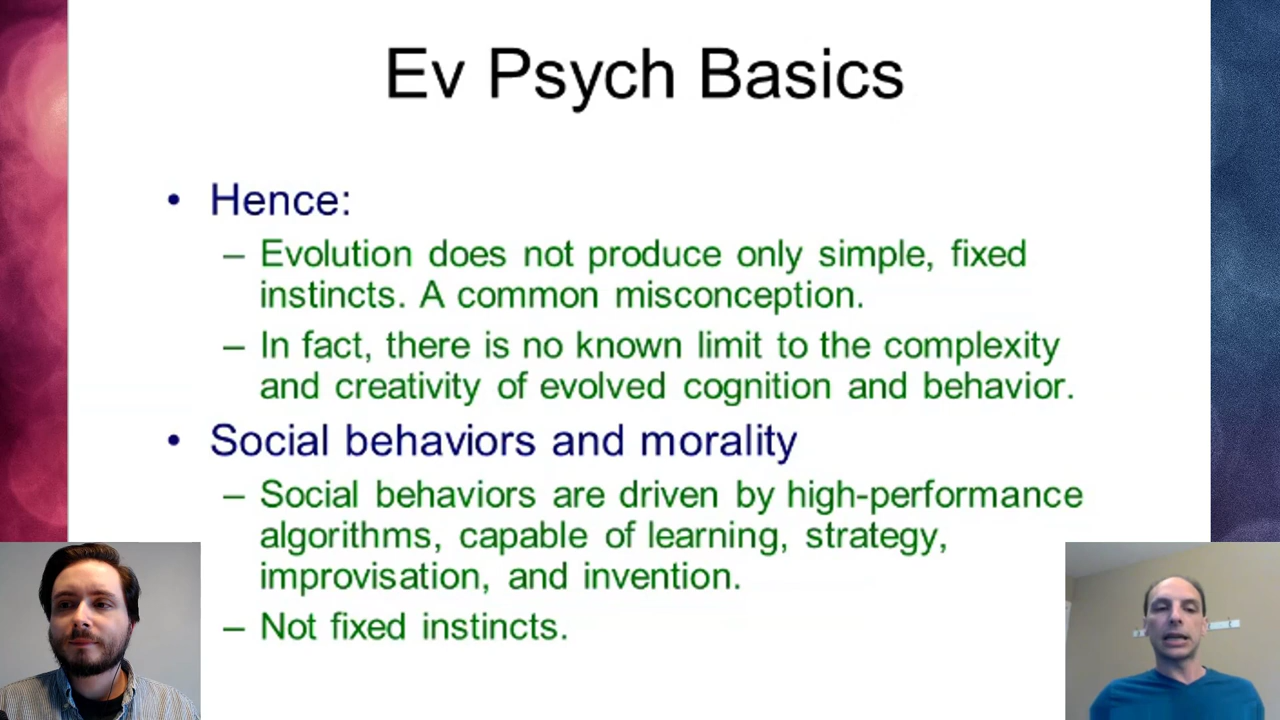 Ev Psych Basics
• Hence:
– Evolution does not produce only simple, fixed
instincts. A common misconception.
– In fact, there is no known limit to the complexity
and creativity of evolved cognition and behavior.
• Social behaviors and morality
– Social behaviors are driven by high-performance
algorithms, capable of learning, strategy,
improvisation, and invention.
– Not fixed instincts.